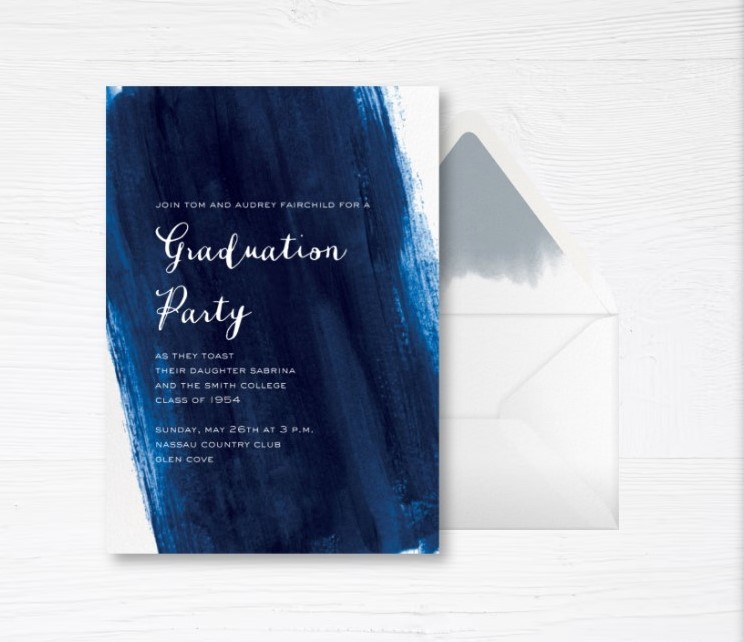 JOIN TOM AND AUDREY FAIRCHILD FOR A
Graduation
Party
AS THEY TOAST
THEIR DAUGHTER SABRINA
AND THE SMITH COLLEGE
CLASS OF 1954
SUNDAY, MAY 26TH AT 3 P.M.
NASSAU COUNTRY CLUB
GLEN COVE